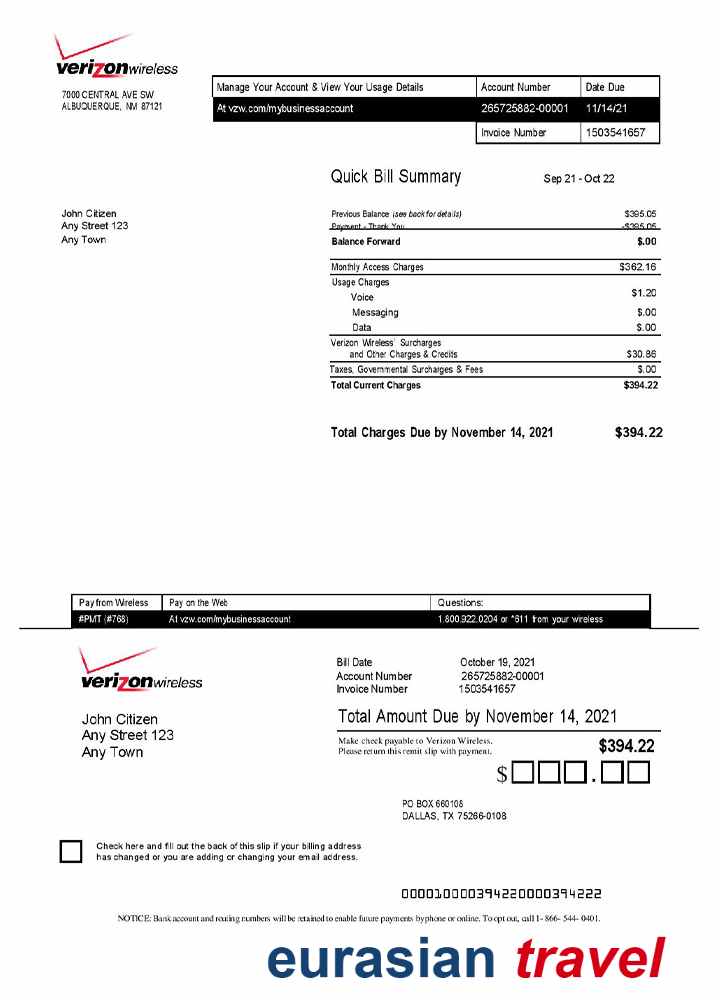 verizonwireless
7000 CENTRAL AVE SW
ALBUQUERQUE, NM 87121
Manage Your Account & View Your Usage Details Account Number Date Due
At vzw.com/mybusinessaccount 265725882-00001 11/14/21
Invoice Number 1503541657
Quick Bill Summary Sep 21 - Oct 22
John Citizen
Any Street 123
Any Town
Previous Balance (see back for details) $395.05
Payment - Thank You -$395.05
Balance Forward $.00
Monthly Access Charges $362.16
Usage Charges
Voice $1.20
Messaging $.00
Data $.00
Verizon Wireless' Surcharges
and Other Charges & Credits $30.86
Taxes, Governmental Surcharges & Fees $.00
Total Current Charges $394.22
Total Charges Due by November 14, 2021 $394.22
Pay from Wireless Pay on the Web Questions:
#PMT (#768) At vzw.com/mybusinessaccount 1.800.922.0204 or *611 from your wireless
verizonwireless
Bill Date October 19, 2021
Account Number 265725882-00001
Invoice Number 1503541657
John Citizen
Any Street 123
Any Town
Total Amount Due by November 14, 2021
Make check payable to Verizon Wireless.
Please return this remit slip with payment.
$394.22
$ .
PO BOX 660108
DALLAS, TX 75266-0108
Check here and fill out the back of this slip if your billing address
has changed or you are adding or changing your email address.
000010000394220000394222
NOTICE: Bank account and routing numbers will be retained to enable future payments by phone or online. To opt out, call 1- 866- 544- 0401.
eurasian travel